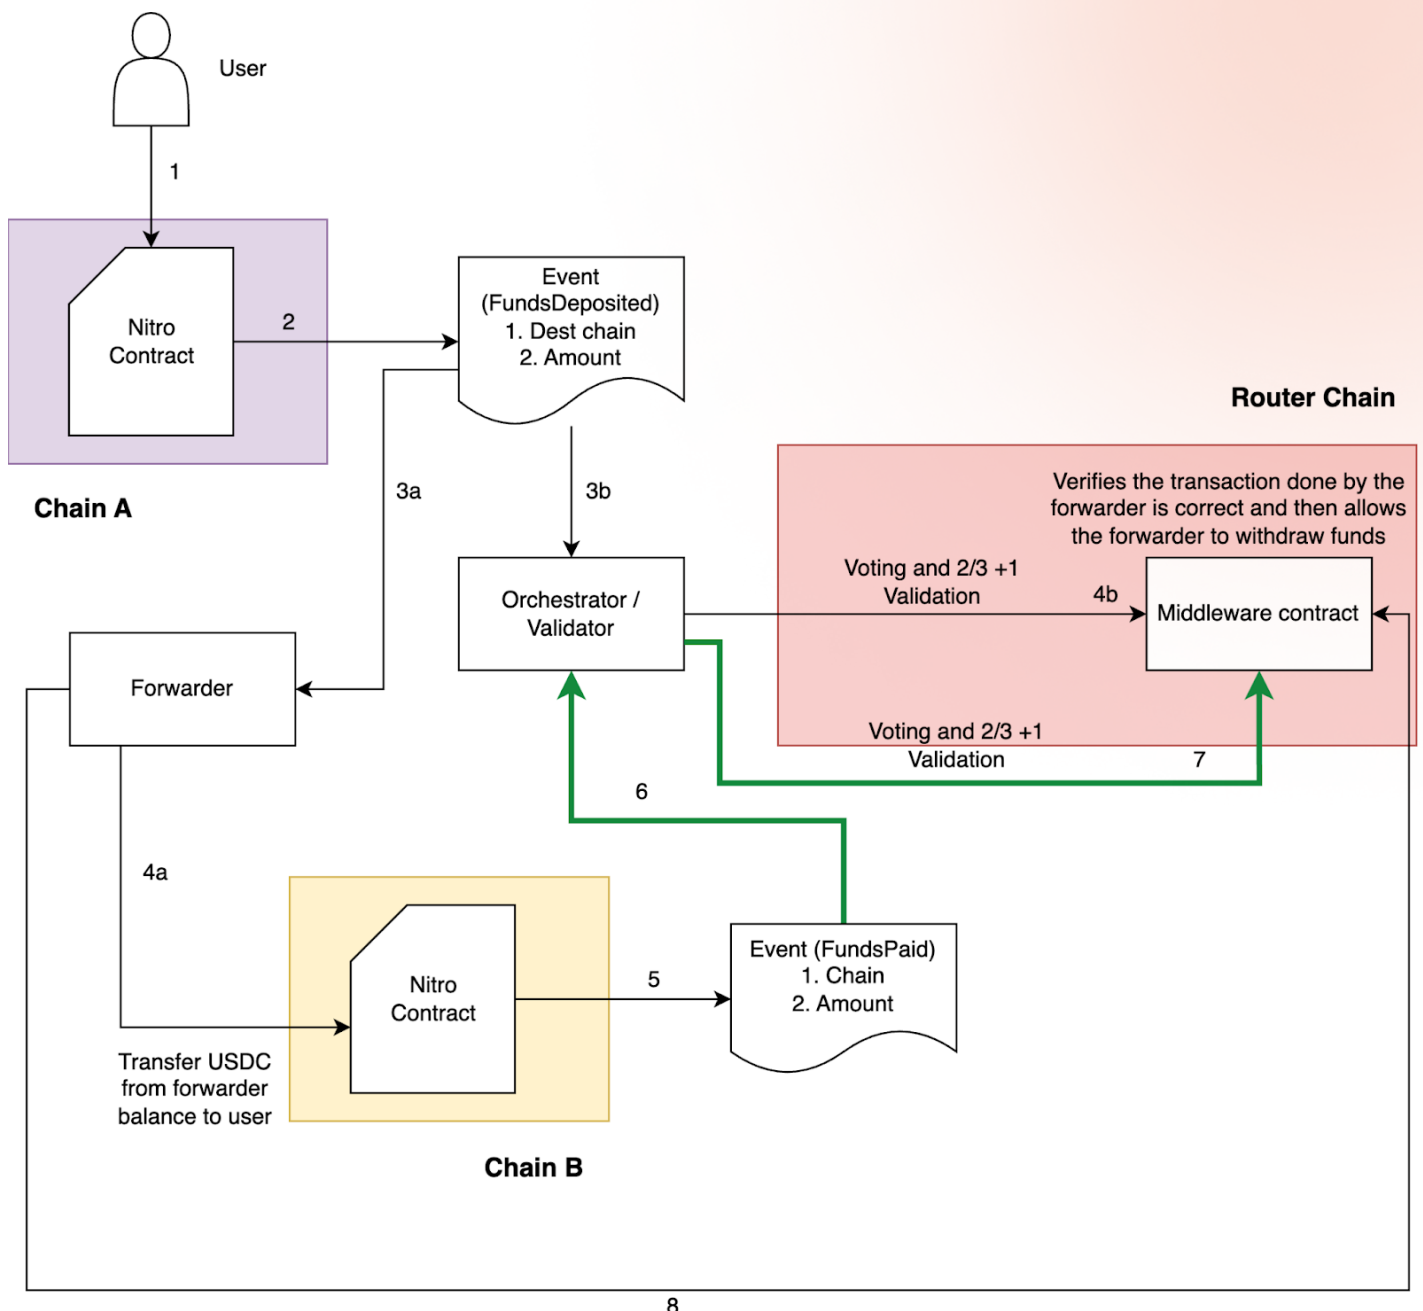 User
1
Nitro
Contract
2
Event
(FundsDeposited)
1. Dest chain
2. Amount
Chain A
3a
3b
Router Chain
Verifies the transaction done by the
forwarder is correct and then allows
the forwarder to withdraw funds
Orchestrator /
Validator
Voting and 2/3 +1
Validation
4b
Middleware contract
Forwarder
Voting and 2/3 +1
Validation
7
6
4a
Nitro
Contract
5
Event (FundsPaid)
1. Chain
2. Amount
Transfer USDC
from forwarder
balance to user
Chain B
8